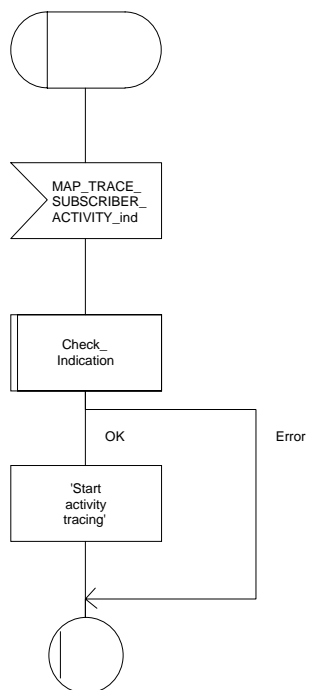 MAP_TRACE_
SUBSCRIBER_
ACTIVITY_ind
Check_
Indication
OK
Error
'Start
activity
tracing'